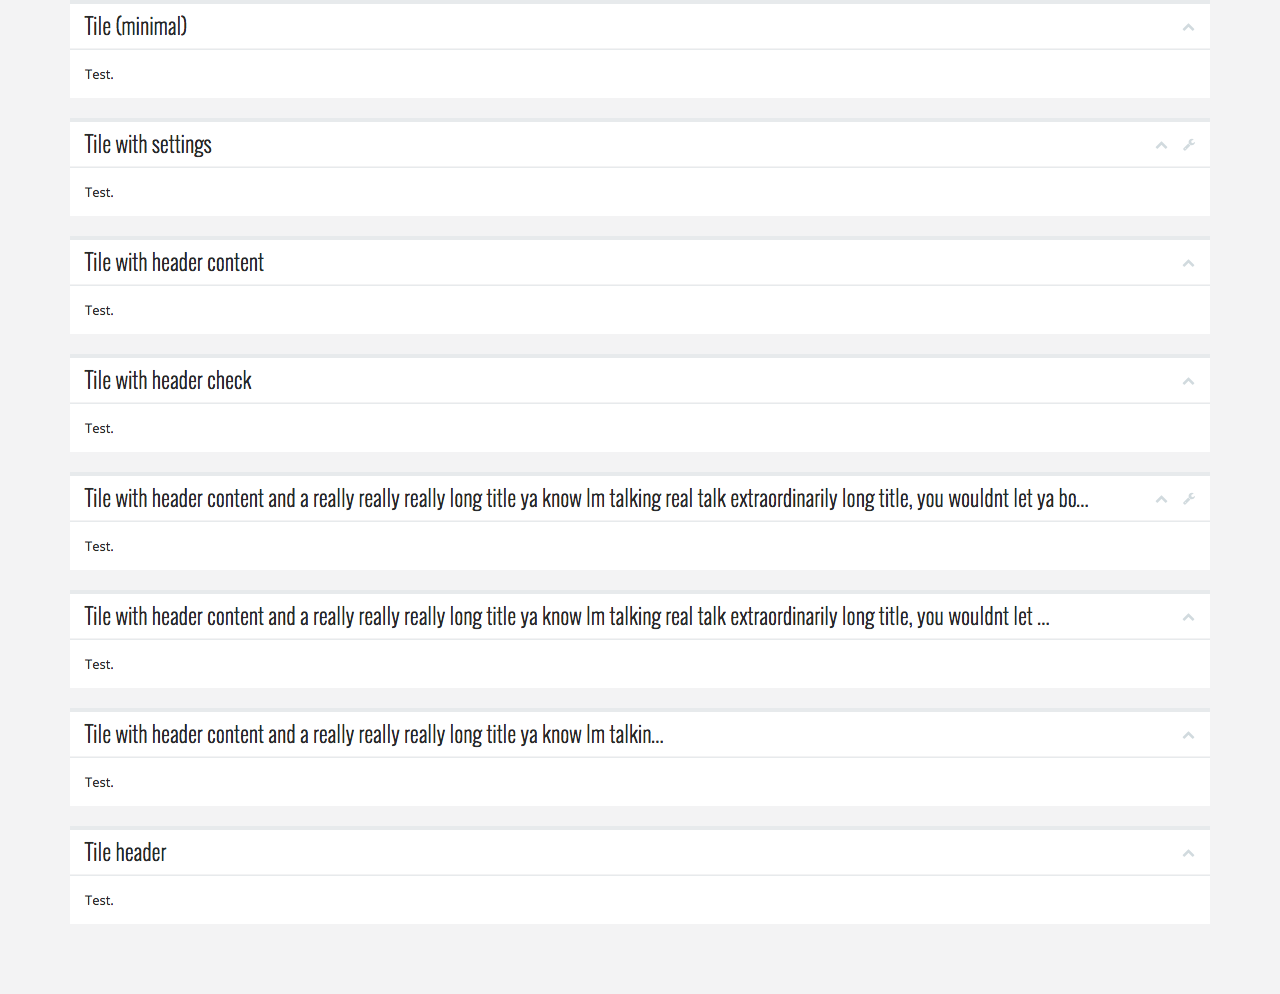 Tile (minimal)
Test.
Tile with settings
Test.
Tile with header content
Test.
Tile with header check
Test.
Tile with header content and a really really really long title ya know Im talking real talk extraordinarily long title, you wouldnt let ya bo...
Test.
Tile with header content and a really really really long title ya know Im talking real talk extraordinarily long title, you wouldnt let ...
Test.
Tile with header content and a really really really long title ya know Im talkin...
Test.
Tile header
Test.